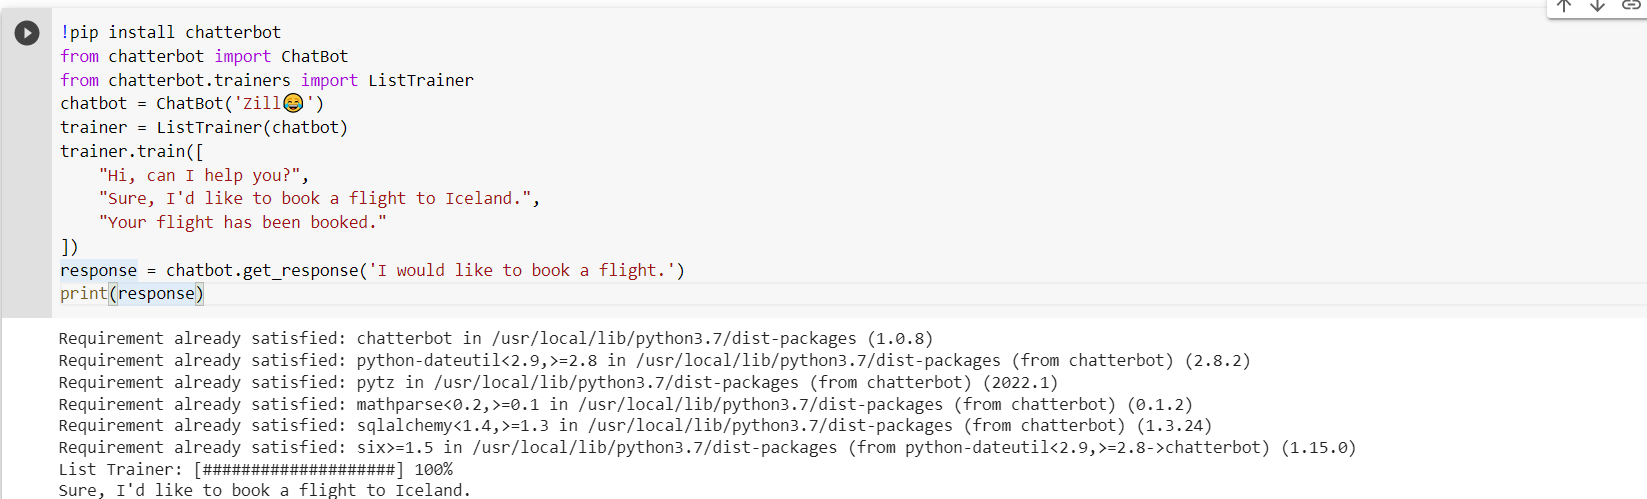 !pip install chatterbot
from chatterbot import ChatBot
from chatterbot.trainers import ListTrainer
chatbot = ChatBot('Zill😂')
trainer = ListTrainer(chatbot)
trainer.train([
    "Hi, can I help you?",
    "Sure, I'd like to book a flight to Iceland.",
    "Your flight has been booked."
])
response = chatbot.get_response('I would like to book a flight.')
print(response)
Requirement already satisfied: chatterbot in /usr/local/lib/python3.7/dist-packages (1.0.8)
Requirement already satisfied: python-dateutil<2.9,>=2.8 in /usr/local/lib/python3.7/dist-packages (from chatterbot) (2.8.2)
Requirement already satisfied: pytz in /usr/local/lib/python3.7/dist-packages (from chatterbot) (2022.1)
Requirement already satisfied: mathparse<0.2,>=0.1 in /usr/local/lib/python3.7/dist-packages (from chatterbot) (0.1.2)
Requirement already satisfied: sqlalchemy<1.4,>=1.3 in /usr/local/lib/python3.7/dist-packages (from chatterbot) (1.3.24)
Requirement already satisfied: six>=1.5 in /usr/local/lib/python3.7/dist-packages (from python-dateutil<2.9,>=2.8->chatterbot) (1.15.0)
List Trainer: [####################] 100%
Sure, I'd like to book a flight to Iceland.